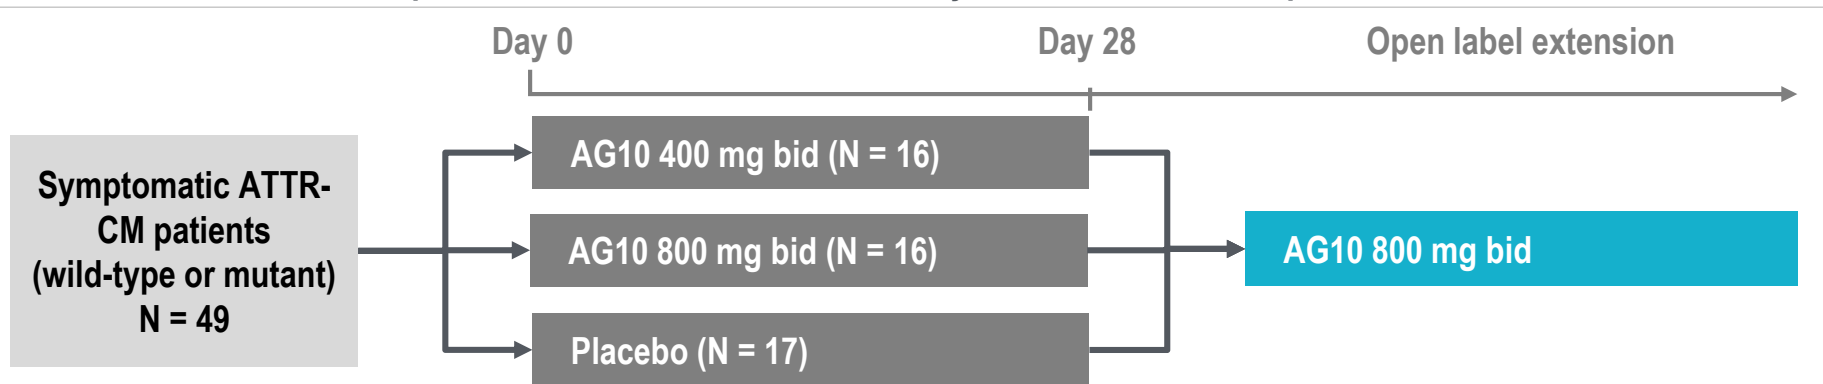 Day 0
Day 28
Open label extension
Symptomatic ATTR-
CM patients
(wild-type or mutant)
N = 49
AG10 400 mg bid (N = 16)
AG10 800 mg bid (N = 16)
Placebo (N = 17)
AG10 800 mg bid